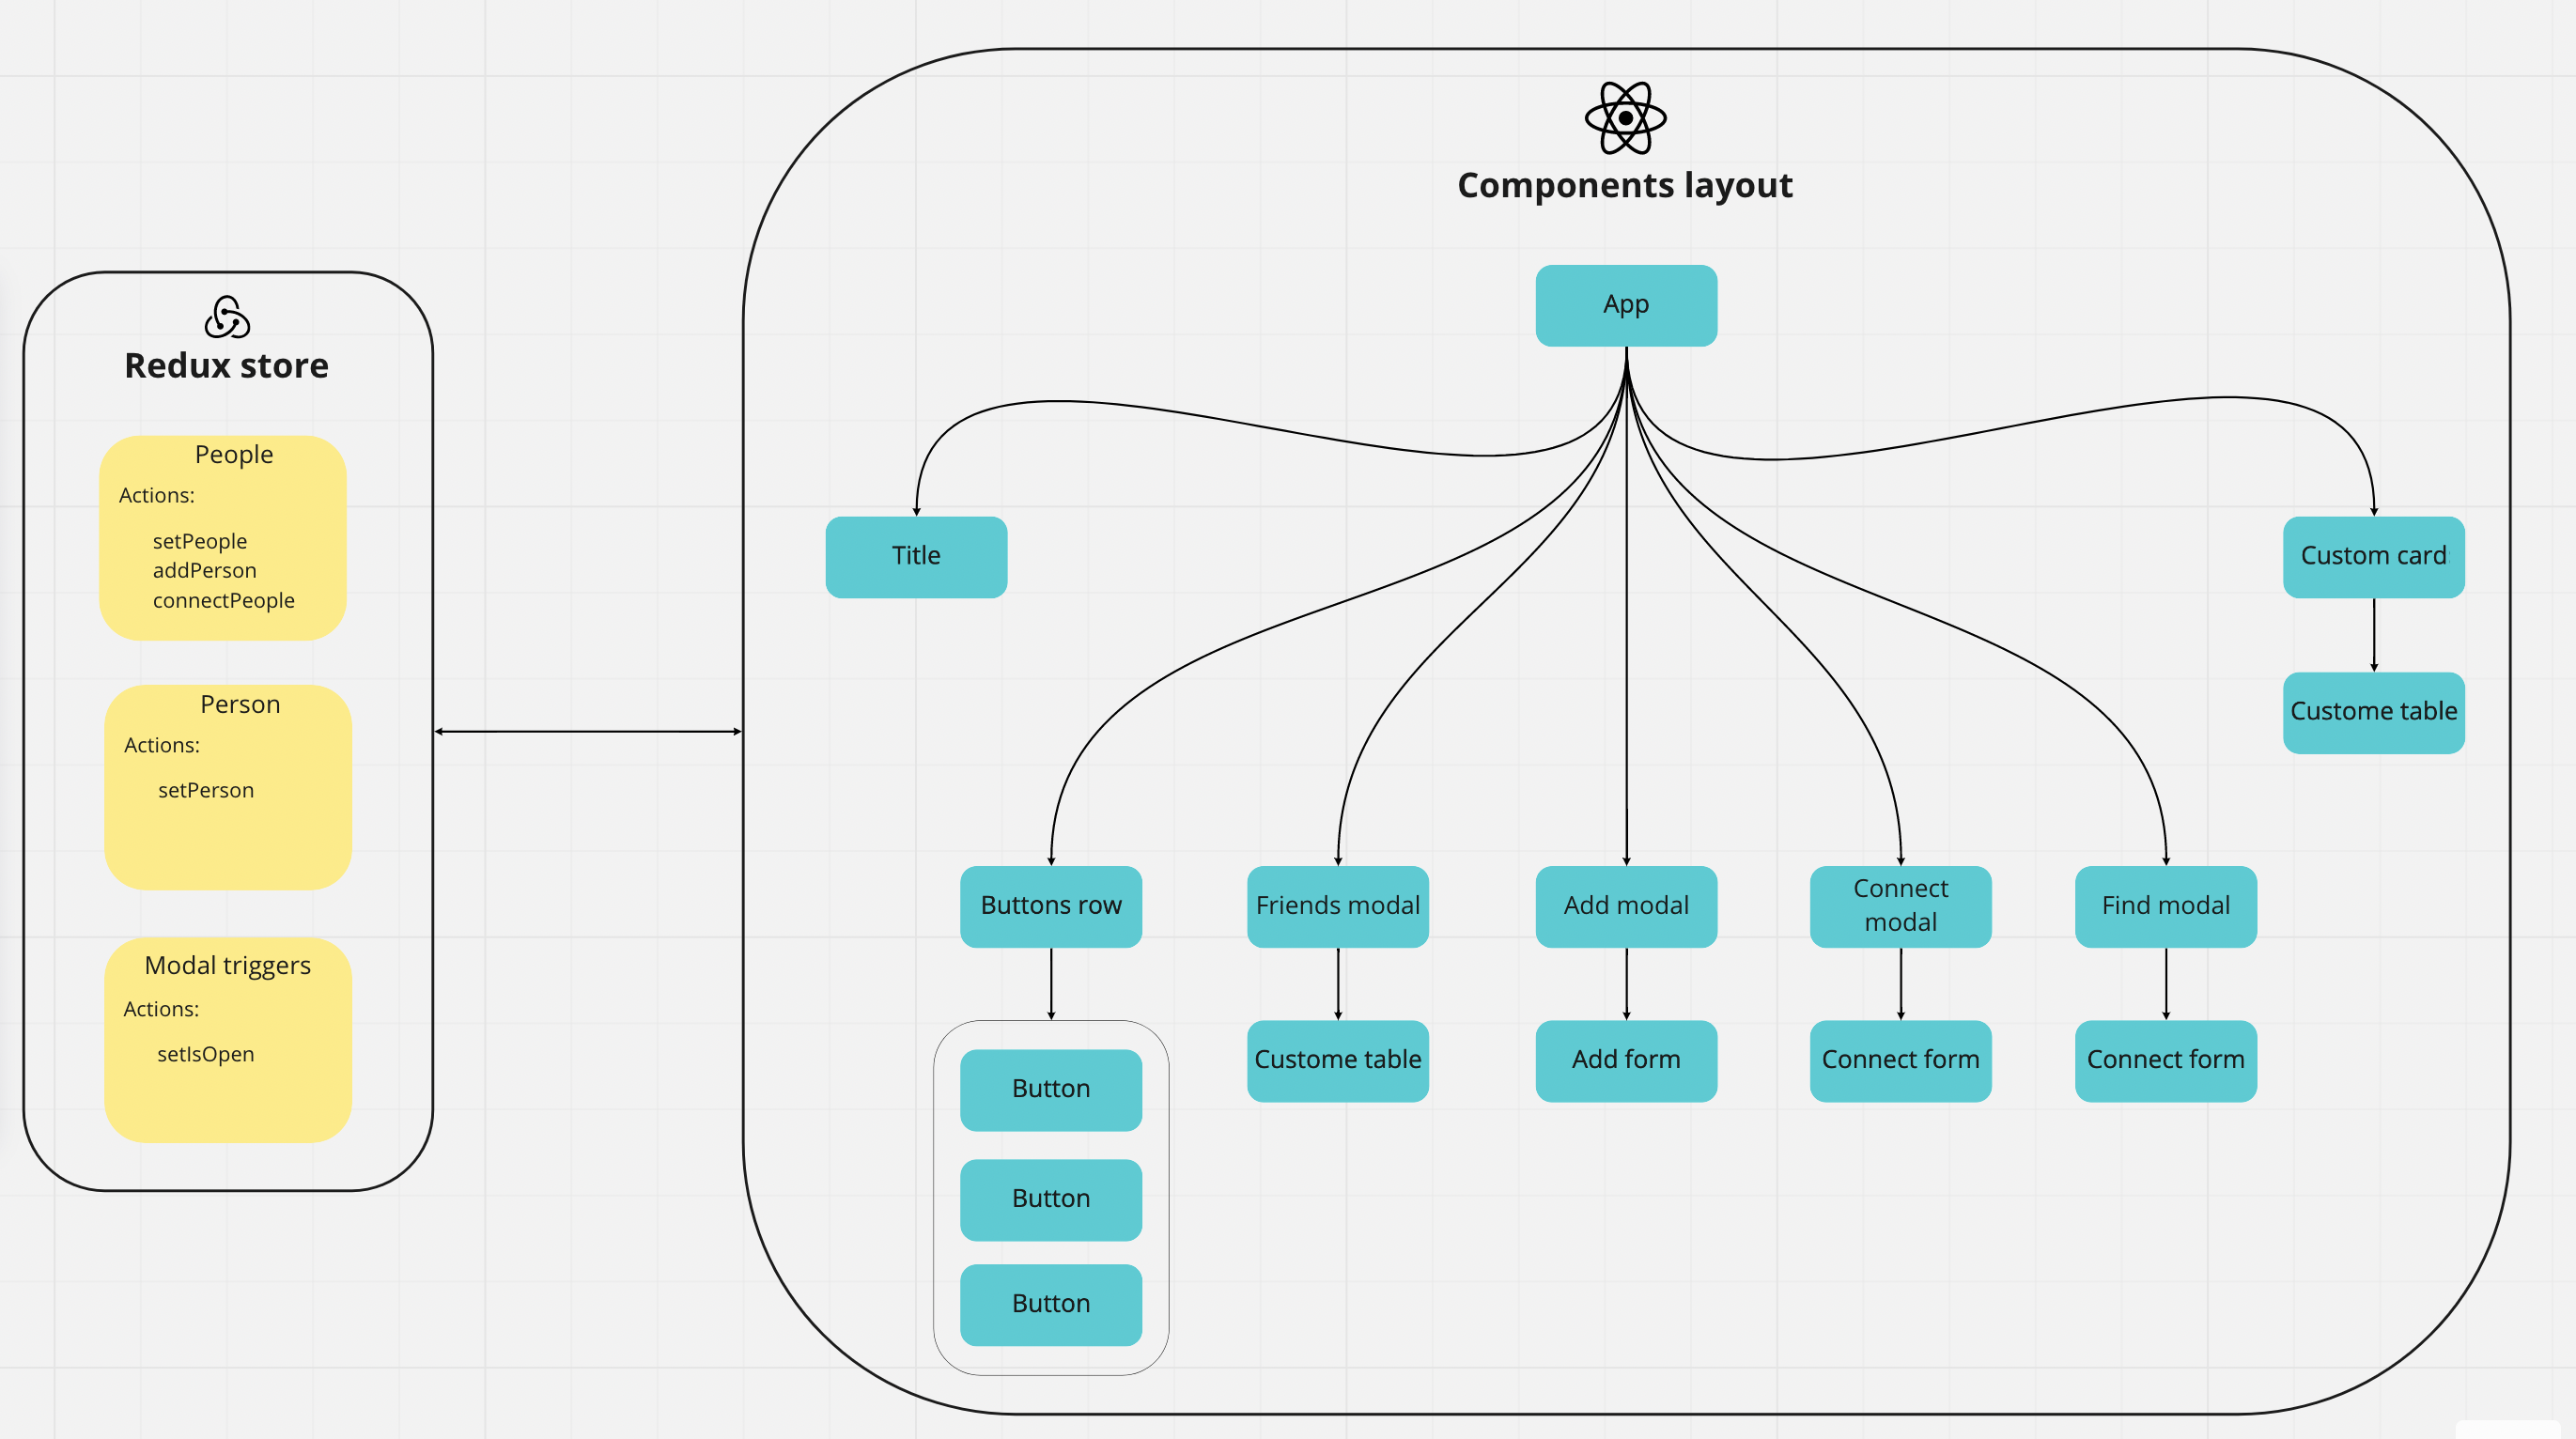 Redux store
People
Actions:
setPeople
addPerson
connectPeople
Person
Actions:
setPerson
Modal triggers
Actions:
setIsOpen
Components layout
App
Title
Custom card
Custome table
Buttons row
Friends modal
Add modal
Connect
modal
Find modal
Button
Button
Button
Custome table
Add form
Connect form
Connect form